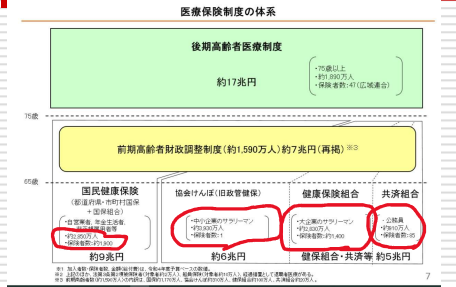 医療保険制度の体系
後期高齢者医療制度
約17兆円
・75歳以上
・約1,890万人
・保険者数:47(広域連合)
75歳
前期高齢者財政調整制度(約1,590万人)約7兆円(再掲)※3
65歳
国民健康保険
(都道府県・市町村国保
+国保組合)
・自営業者、年金生活者、
非正規雇用者等
・約2,850万人
・保険者数:約1,900
約9兆円
協会けんぽ(旧政管健保)
・中小企業のサラリーマン
・約3,930万人
・保険者数:1
約6兆円
健康保険組合
・大企業のサラリーマン
・約2,820万人
・保険者数:約1,400
共済組合
・公務員
・保険者数:85
健保組合・共済等 約5兆円
7